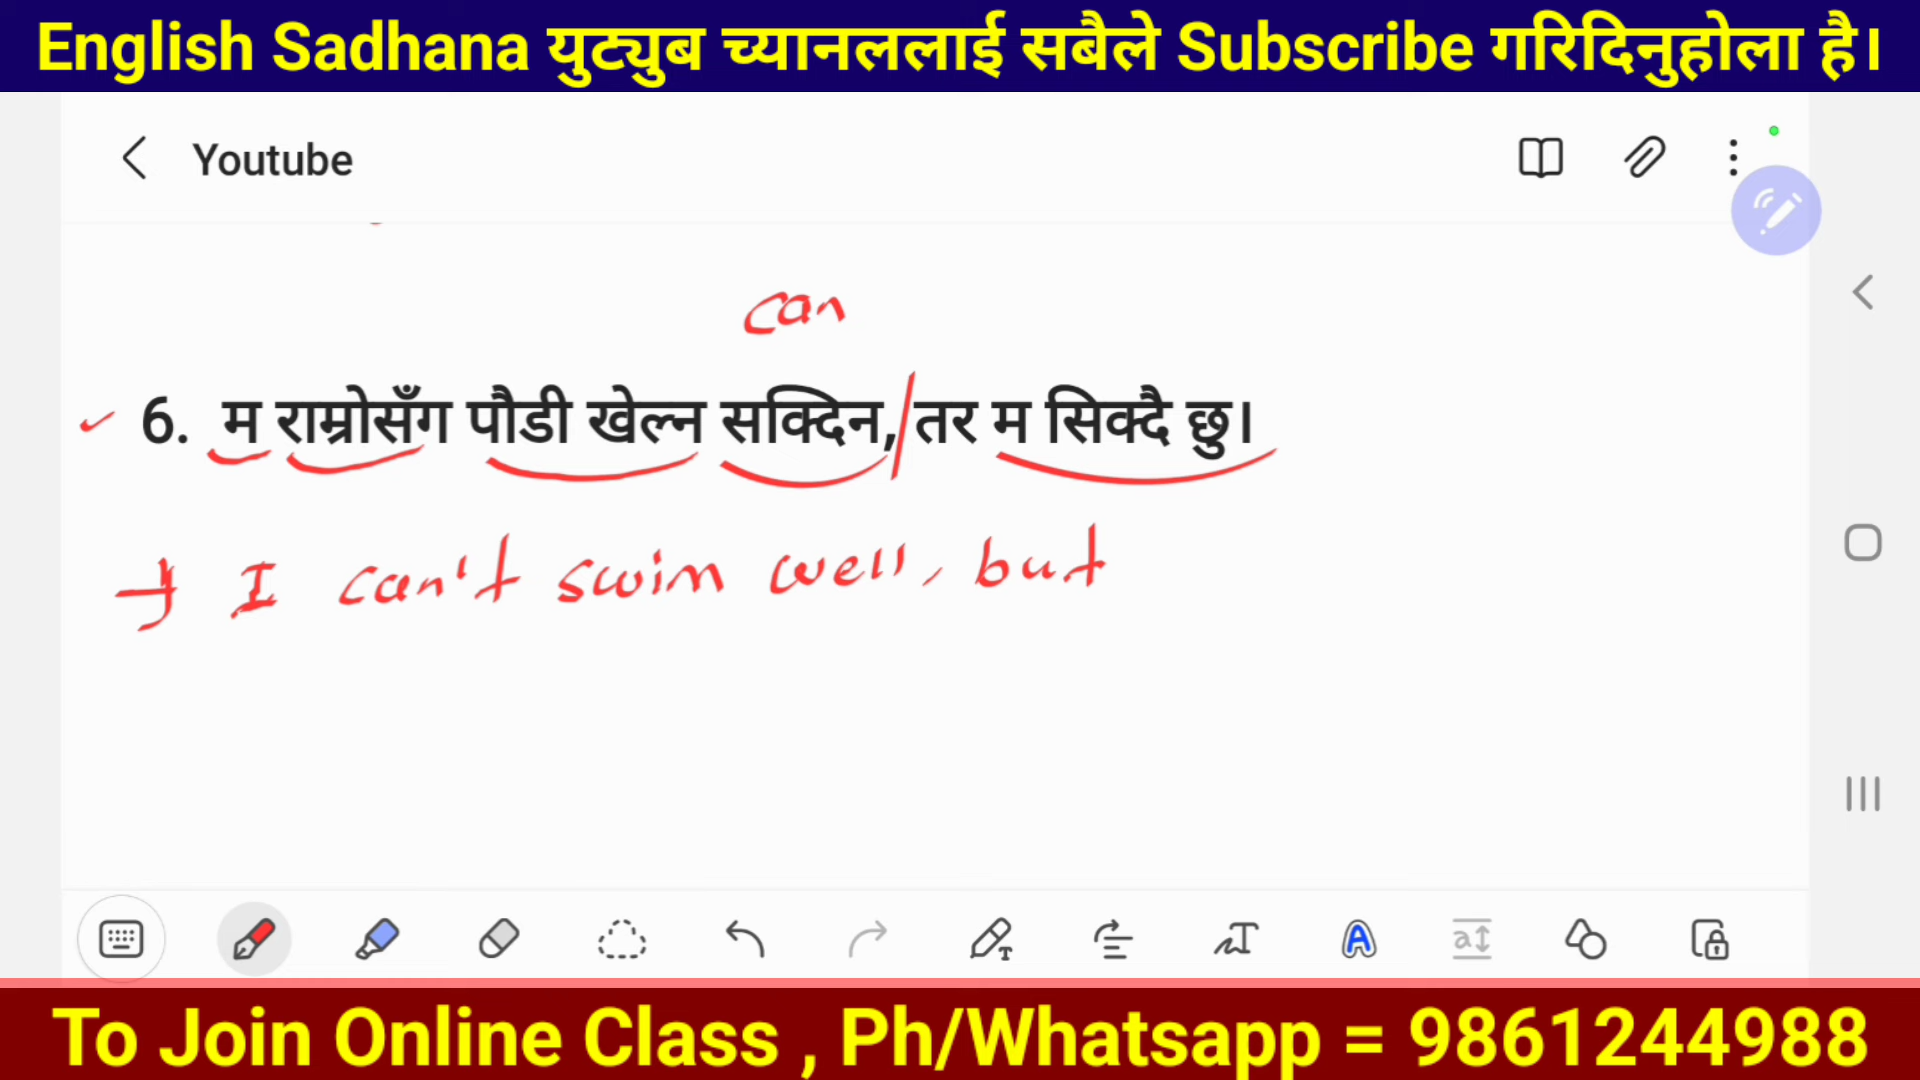 English Sadhana युट्युब च्यानललाई सबैले Subscribe गरिदिनुहोला है।
Youtube
can
6. म राम्रोसँग पौडी खेल्न सक्दिन, तर म सिक्दै छु।
→ I can't swim well, but
To Join Online Class , Ph/Whatsapp = 9861244988